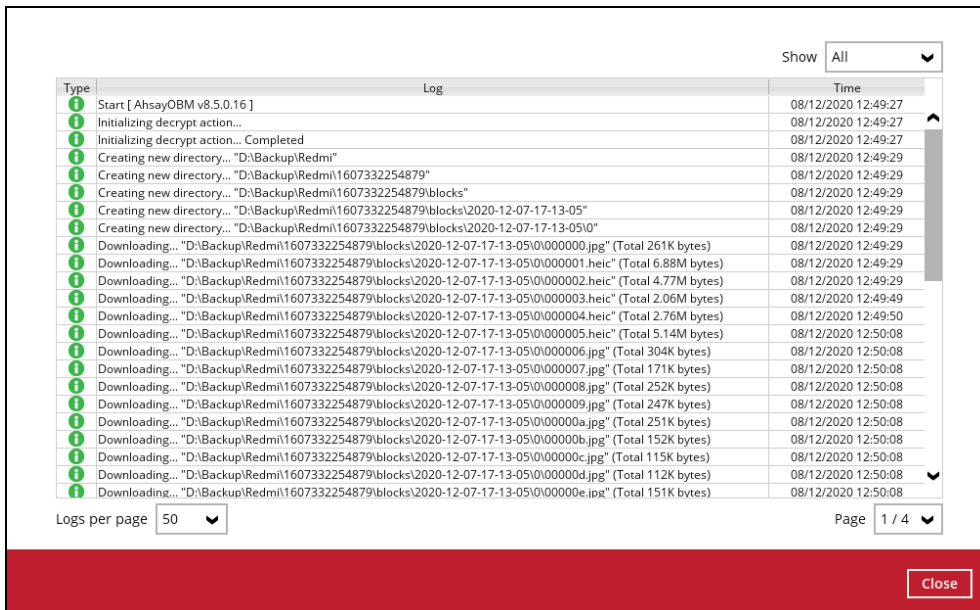 Show All
Type Log Time
Start [ AhsayOBM v8.5.0.16 ] 08/12/2020 12:49:27
Initializing decrypt action... 08/12/2020 12:49:27
Initializing decrypt action... Completed 08/12/2020 12:49:27
Creating new directory... "D:\Backup\Redmi" 08/12/2020 12:49:29
Creating new directory... "D:\Backup\Redmi\1607332254879" 08/12/2020 12:49:29
Creating new directory... "D:\Backup\Redmi\1607332254879\blocks" 08/12/2020 12:49:29
Creating new directory... "D:\Backup\Redmi\1607332254879\blocks\2020-12-07-17-13-05" 08/12/2020 12:49:29
Creating new directory... "D:\Backup\Redmi\1607332254879\blocks\2020-12-07-17-13-05\0" 08/12/2020 12:49:29
Downloading... "D:\Backup\Redmi\1607332254879\blocks\2020-12-07-17-13-05\0\000000.jpg" (Total 261K bytes) 08/12/2020 12:49:29
Downloading... "D:\Backup\Redmi\1607332254879\blocks\2020-12-07-17-13-05\0\000001.heic" (Total 6.88M bytes) 08/12/2020 12:49:29
Downloading... "D:\Backup\Redmi\1607332254879\blocks\2020-12-07-17-13-05\0\000002.heic" (Total 4.77M bytes) 08/12/2020 12:49:29
Downloading... "D:\Backup\Redmi\1607332254879\blocks\2020-12-07-17-13-05\0\000003.heic" (Total 2.06M bytes) 08/12/2020 12:49:49
Downloading... "D:\Backup\Redmi\1607332254879\blocks\2020-12-07-17-13-05\0\000004.heic" (Total 2.76M bytes) 08/12/2020 12:49:50
Downloading... "D:\Backup\Redmi\1607332254879\blocks\2020-12-07-17-13-05\0\000005.heic" (Total 5.14M bytes) 08/12/2020 12:50:08
Downloading... "D:\Backup\Redmi\1607332254879\blocks\2020-12-07-17-13-05\0\000006.jpg" (Total 304K bytes) 08/12/2020 12:50:08
Downloading... "D:\Backup\Redmi\1607332254879\blocks\2020-12-07-17-13-05\0\000007.jpg" (Total 171K bytes) 08/12/2020 12:50:08
Downloading... "D:\Backup\Redmi\1607332254879\blocks\2020-12-07-17-13-05\0\000008.jpg" (Total 252K bytes) 08/12/2020 12:50:08
Downloading... "D:\Backup\Redmi\1607332254879\blocks\2020-12-07-17-13-05\0\000009.jpg" (Total 247K bytes) 08/12/2020 12:50:08
Downloading... "D:\Backup\Redmi\1607332254879\blocks\2020-12-07-17-13-05\0\00000a.jpg" (Total 251K bytes) 08/12/2020 12:50:08
Downloading... "D:\Backup\Redmi\1607332254879\blocks\2020-12-07-17-13-05\0\00000b.jpg" (Total 152K bytes) 08/12/2020 12:50:08
Downloading... "D:\Backup\Redmi\1607332254879\blocks\2020-12-07-17-13-05\0\00000c.jpg" (Total 115K bytes) 08/12/2020 12:50:08
Downloading... "D:\Backup\Redmi\1607332254879\blocks\2020-12-07-17-13-05\0\00000d.jpg" (Total 112K bytes) 08/12/2020 12:50:08
Downloading... "D:\Backup\Redmi\1607332254879\blocks\2020-12-07-17-13-05\0\00000e.jpg" (Total 151K bytes) 08/12/2020 12:50:08
Logs per page 50 Page 1 / 4
Close